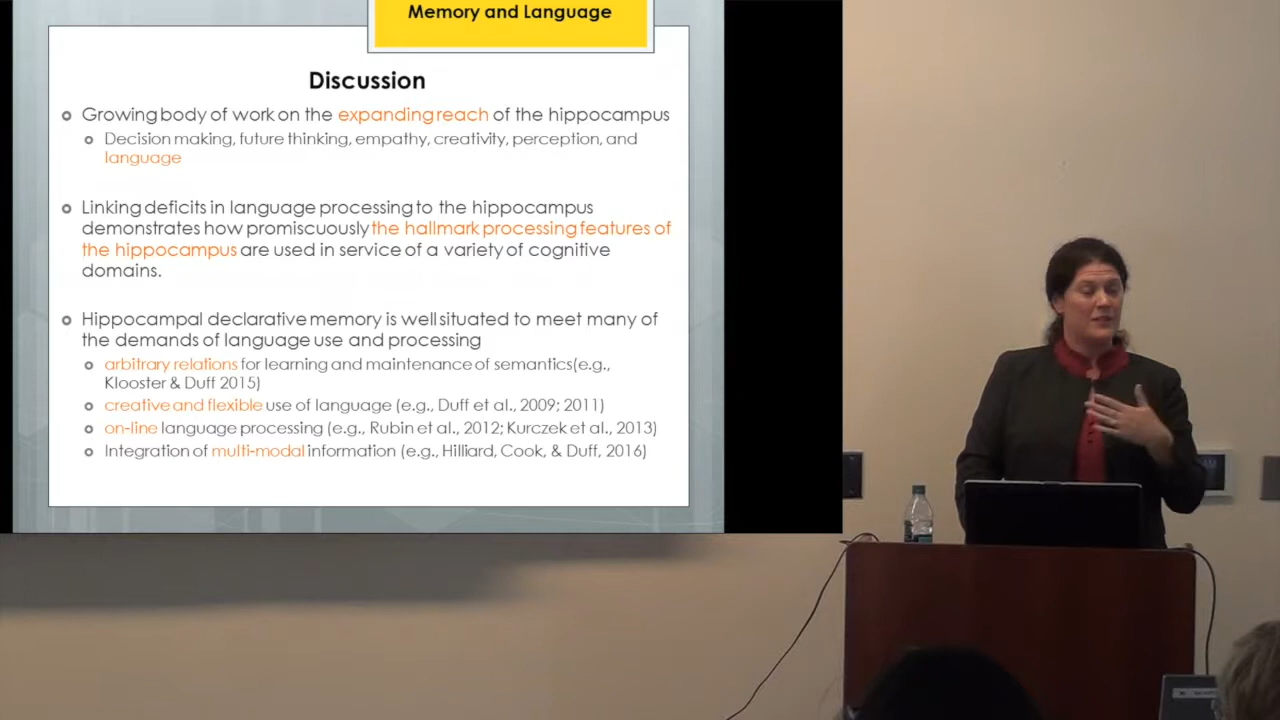 Memory and Language
Discussion
Growing body of work on the expanding reach of the hippocampus
Decision making, future thinking, empathy, creativity, perception, and
language
Linking deficits in language processing to the hippocampus
demonstrates how promiscuously the hallmark processing features of
the hippocampus are used in service of a variety of cognitive
domains.
Hippocampal declarative memory is well situated to meet many of
the demands of language use and processing
arbitrary relations for learning and maintenance of semantics(e.g.,
Klooster & Duff 2015)
creative and flexible use of language (e.g., Duff et al., 2009; 2011)
on-line language processing (e.g., Rubin et al., 2012; Kurczek et al., 2013)
Integration of multi-modal information (e.g., Hilliard, Cook, & Duff, 2016)